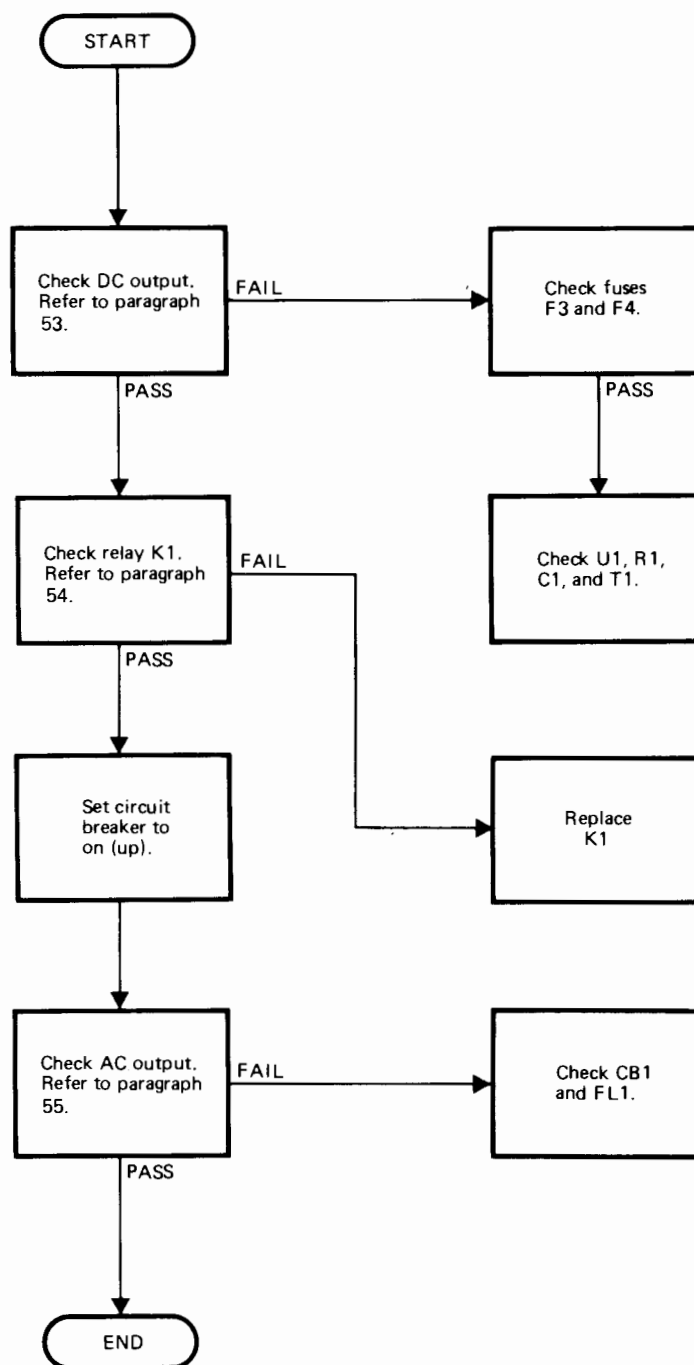 START
Check DC output.
Refer to paragraph
53.
FAIL
Check fuses
F3 and F4.
PASS
PASS
Check relay K1.
Refer to paragraph
54.
FAIL
Check U1, R1,
C1, and T1.
PASS
Set circuit
breaker to
on (up).
Replace
K1
Check AC output.
Refer to paragraph
55.
FAIL
Check CB1
and FL1.
PASS
END